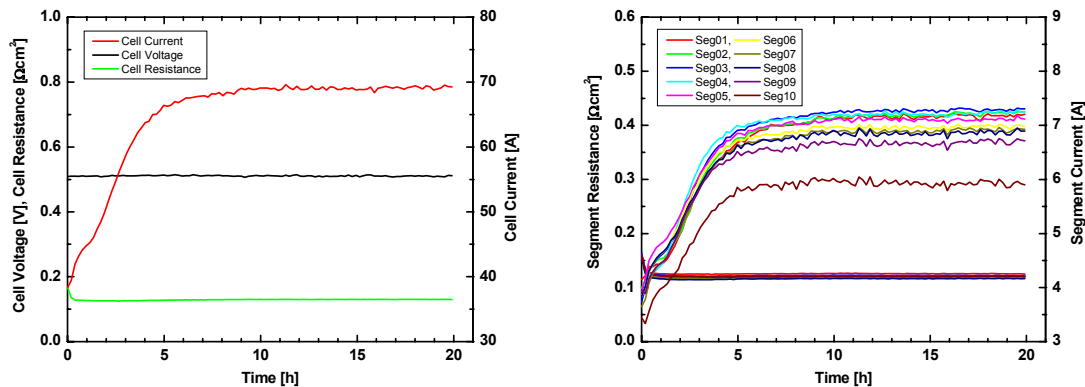 Cell Voltage [V], Cell Resistance [Ωcm²]
1.0
0.8
0.6
0.4
0.2
0.0
Cell Current
Cell Voltage
Cell Resistance
80
70
60
50
40
30
Cell Current [A]
0 5 10 15 20
Time [h]
Segment Resistance [Ωcm²]
0.6
0.5
0.4
0.3
0.2
0.1
0.0
Seg01, Seg06
Seg02, Seg07
Seg03, Seg08
Seg04, Seg09
Seg05, Seg10
9
8
7
6
5
4
3
Segment Current [A]
0 5 10 15 20
Time [h]